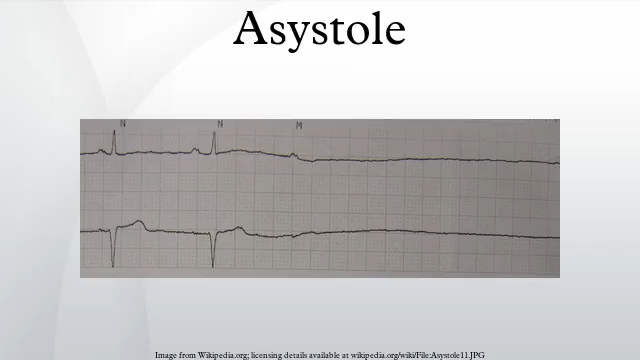 Asystole
N N M
Image from Wikipedia.org; licensing details available at wikipedia.org/wiki/File:Asystole11.JPG